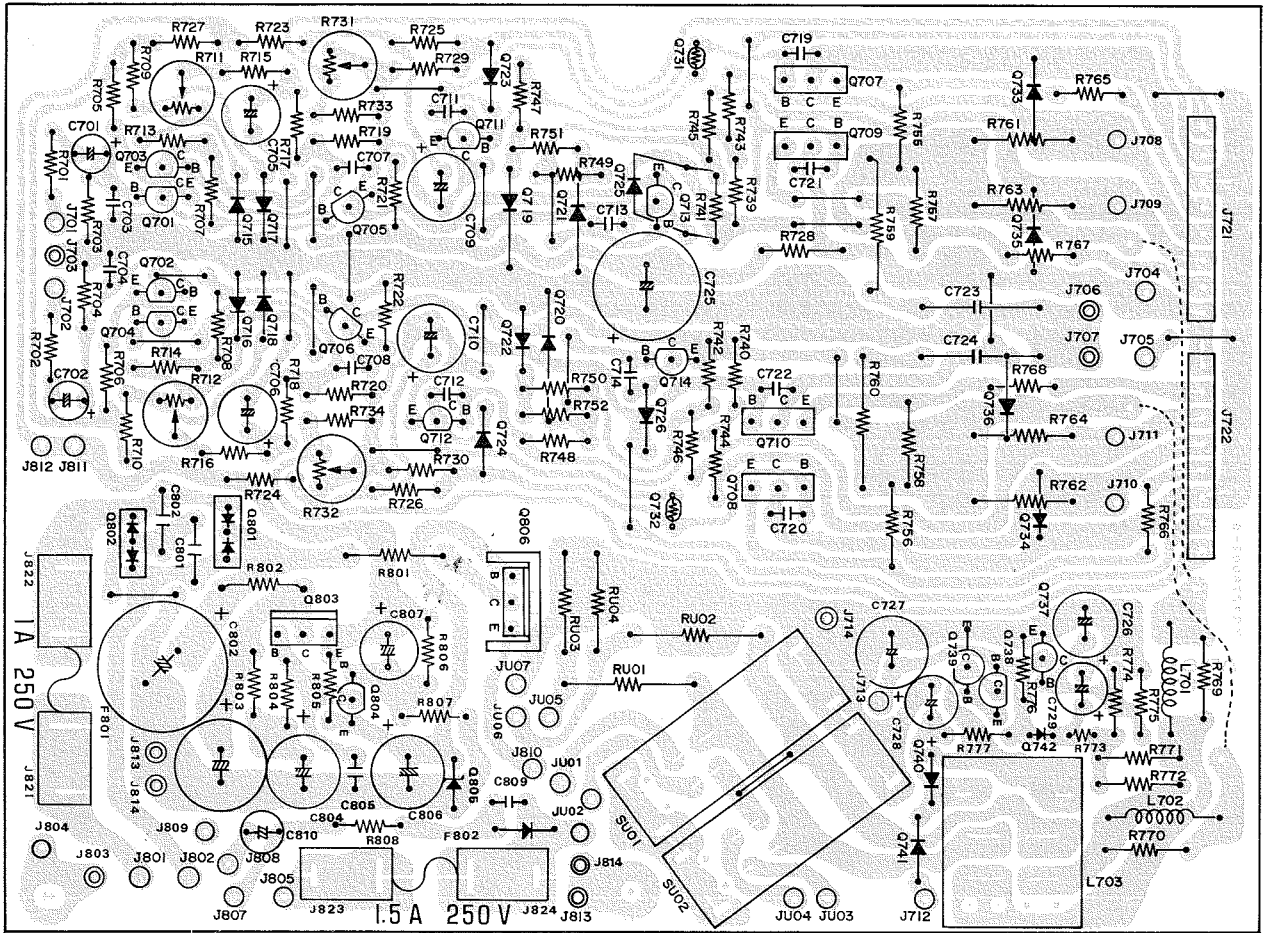 R727 R723 R731 R725
R709 R711 R715 R729 Q723
R705 C711 R747
C701 R713 R733 Q711
R701 Q703 E C B C705 R717 R719 E C B R751
C707 R721 R749
C703 Q701 B C E R707 Q715 Q717 B C E Q705 C709 Q719 Q721 C713
J701 R703
J703
J702 C704 R704 Q702 E C B R722
Q704 B C E R708 Q716 Q718 B C E Q706 C710 Q722 Q720
R702 R706 R714 C708
C702 R712 C706 R718 R720 C712 R750
R710 R734 E C B Q712 Q724 R752
J812 J811 R716 R730 R748
R724 R732 R726
Q731 C719
Q707
R745 R743 B C E
E C B Q709
Q725 E C B Q713 R741 R739 C721
R755 R757 R759
R728
C725
C714 B C E Q714 R742 R740 C722
Q726 B C E
Q710
R746 R744 E C B
Q708
Q732 C720
R760 R758 R756
Q733 R765
R761 J708
R763 J709
Q735 R767
J721
J704
C723 J706
J707 J705
C724
R768
Q736 R764 J711 J722
R762 J710
Q734 R766
Q802 C802 C801 Q801
R801
R802
Q806
B
C
E
J822
1A 250V
J821
F801
C802
Q803
B C E
C807
R803 R804 R805 B C E Q804 R806
R807
J813
J814
C804 C805 C806 Q805
J809 C810 R808
J804 J803 J801 J802 J808 J805
J807 J823 1.5A 250V J824
F802
C809
JU07
JU06 JU05
J810 JU01
JU02
J814
J813
RU03 RU04
RU02
RU01
SU01
SU02
JU04 JU03
J714
J713
C727 C728
Q739 E C B
Q738 B C E
Q737 E C B
R776
C726
C729
R774 R775 L701 R769
R777 Q742 R773
R771
R772
L702
R770
Q740
Q741
J712
L703